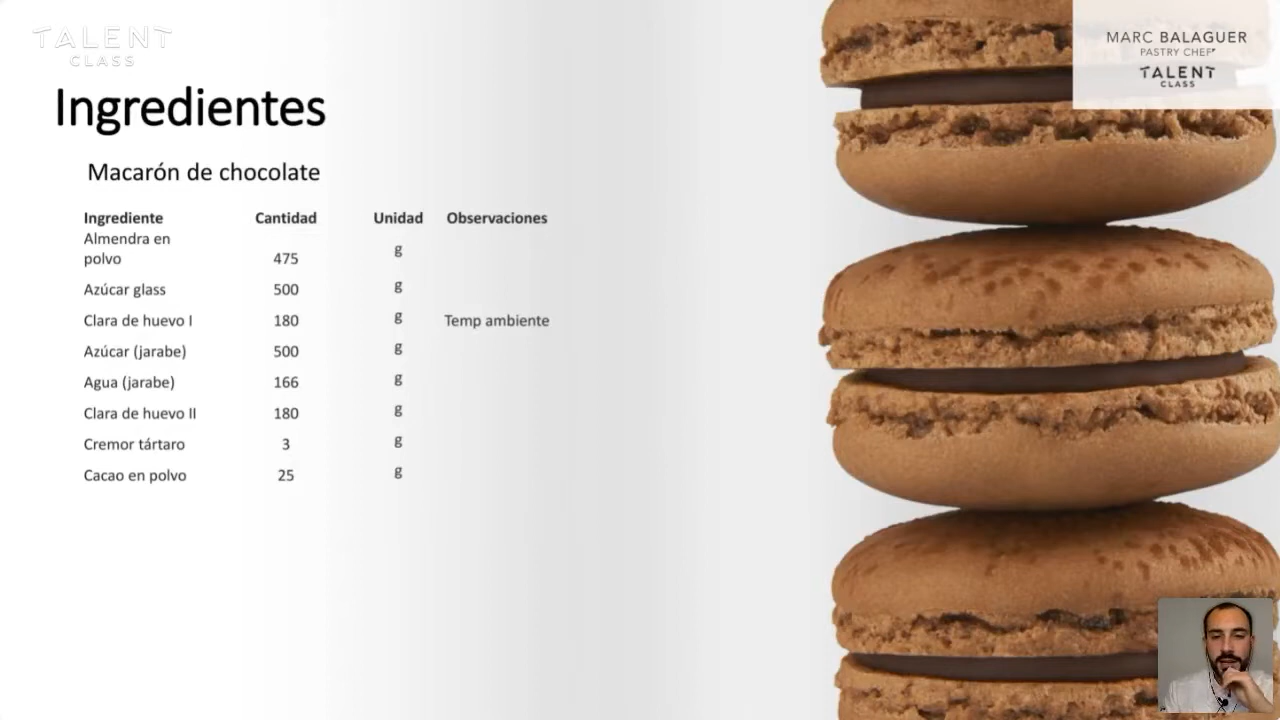 TALENT
CLASS
MARC BALAGUER
PASTRY CHEF
TALENT
CLASS
Ingredientes
Macarón de chocolate
Ingrediente Cantidad Unidad Observaciones
Almendra en
polvo 475 g
Azúcar glass 500 g
Clara de huevo I 180 g Temp ambiente
Azúcar (jarabe) 500 g
Agua (jarabe) 166 g
Clara de huevo II 180 g
Cremor tártaro 3 g
Cacao en polvo 25 g